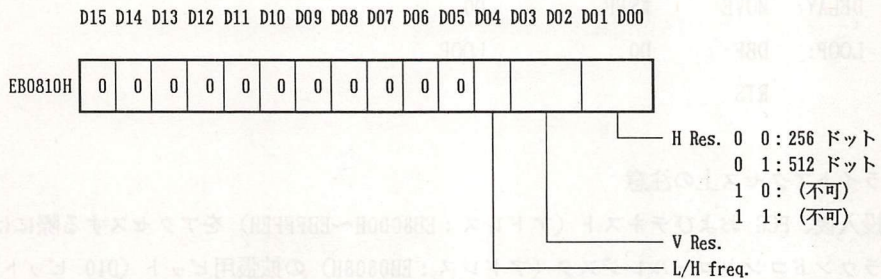 D15 D14 D13 D12 D11 D10 D09 D08 D07 D06 D05 D04 D03 D02 D01 D00
EB0810H 0 0 0 0 0 0 0 0 0 0 0
H Res. 0 0:256 ドット
0 1:512 ドット
1 0:(不可)
1 1:(不可)
V Res.
L/H freq.